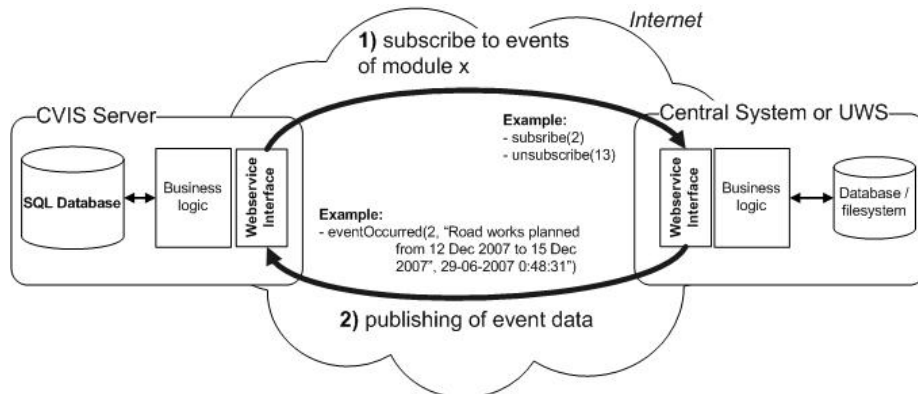 Internet
1) subscribe to events
of module x
CVIS Server
Central System or UWS
Example:
- subsribe(2)
- unsubscribe(13)
SQL Database
Business
logic
Webservice
Interface
Webservice
Interface
Business
logic
Database /
filesystem
Example:
- eventOccurred(2, “Road works planned
from 12 Dec 2007 to 15 Dec
2007”, 29-06-2007 0:48:31”)
2) publishing of event data